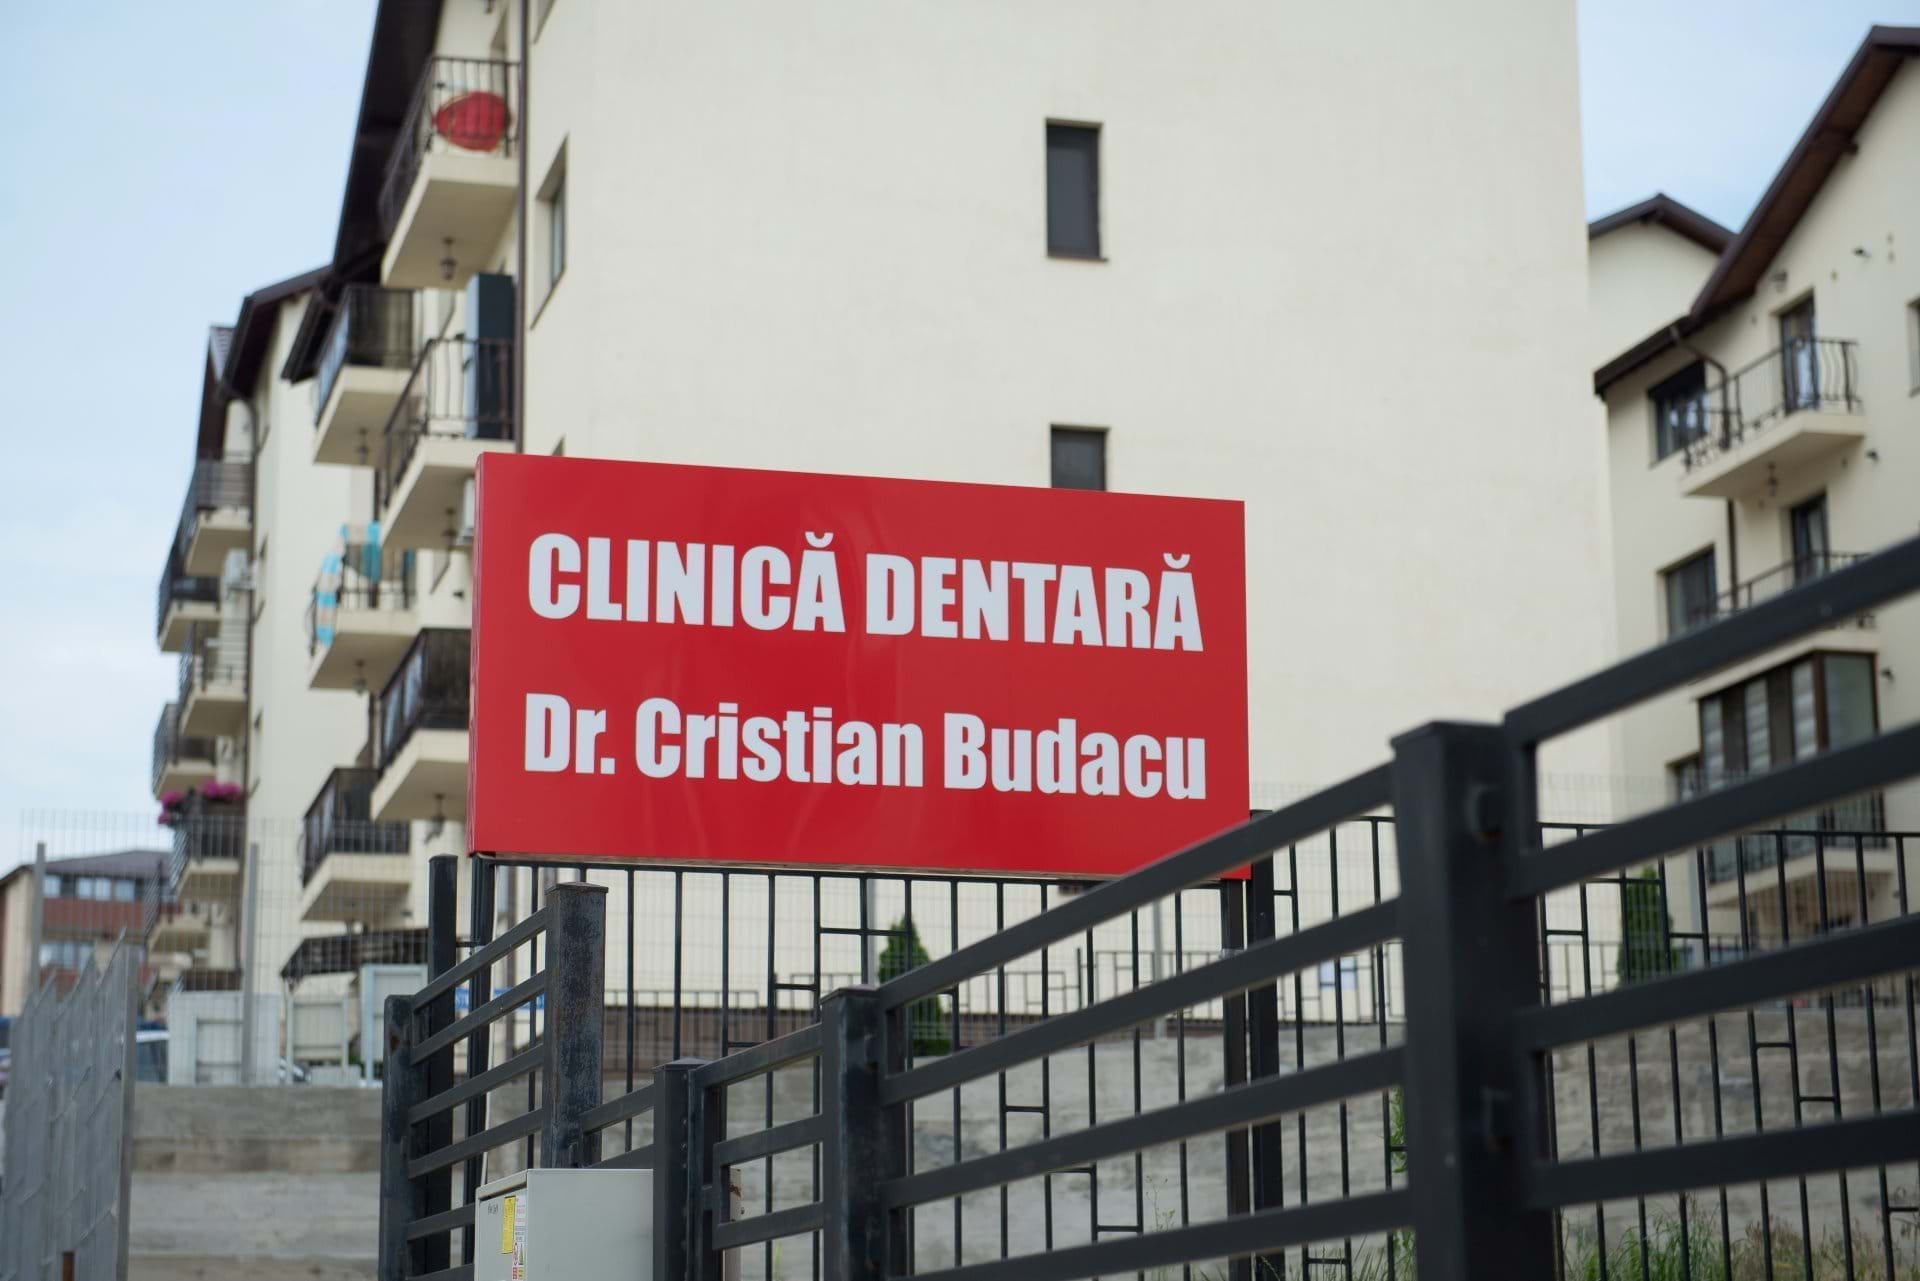 CLINICĂ DENTARĂ
Dr. Cristian Budacu